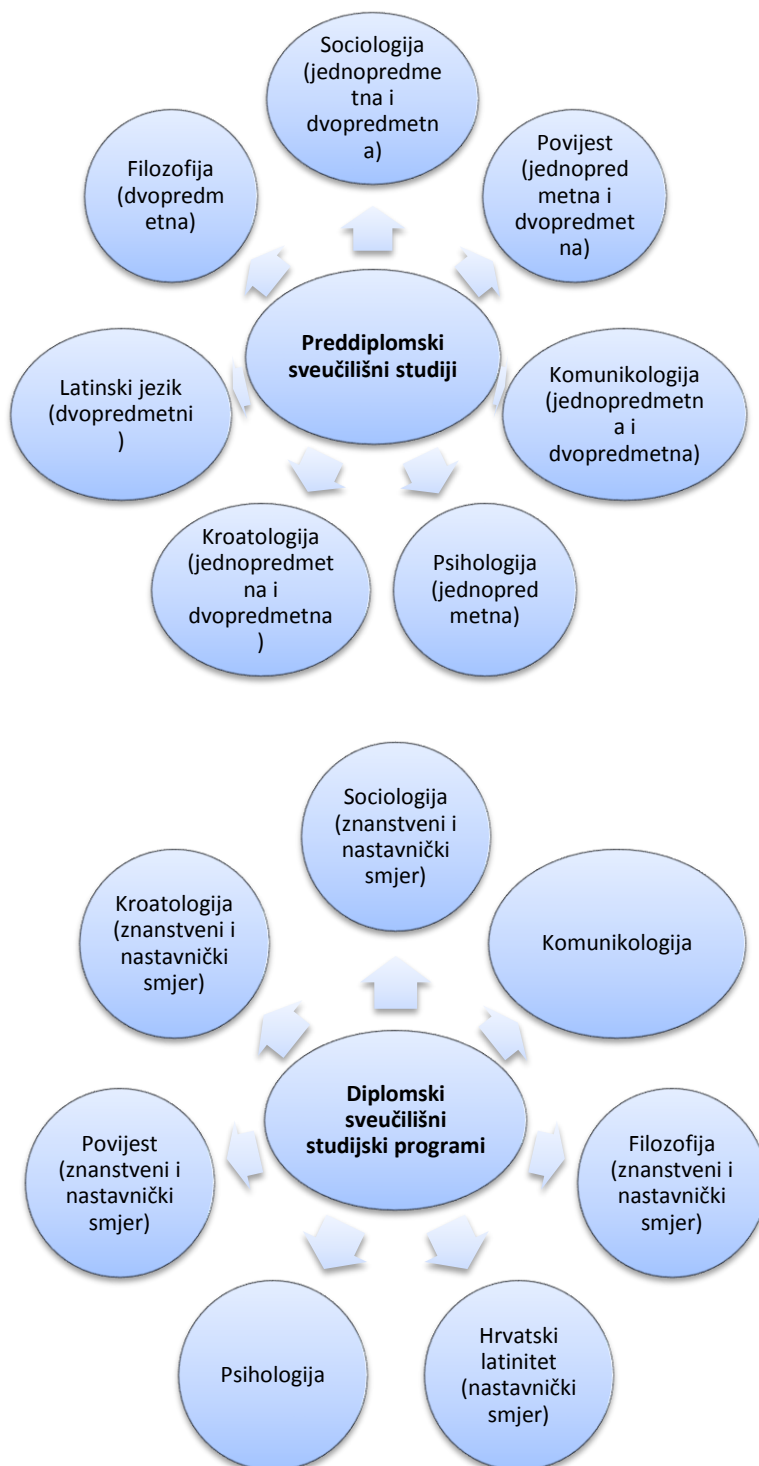 Sociologija
(jednopredme
tna i
dvopredmetn
a)
Povijest
(jednopred
metna i
dvopredmet
na)
Filozofija
(dvopredm
etna)
Preddiplomski
sveučilišni studiji
Latinski jezik
(dvopredmetni
)
Komunikologija
(jednopredmetn
a i
dvopredmetna)
Kroatologija
(jednopredmet
na i
dvopredmetna
)
Psihologija
(jednopred
metna)
Sociologija
(znanstveni i
nastavnički
smjer)
Kroatologija
(znanstveni i
nastavnički
smjer)
Komunikologija
Diplomski
sveučilišni
studijski programi
Povijest
(znanstveni i
nastavnički
smjer)
Filozofija
(znanstveni i
nastavnički
smjer)
Psihologija
Hrvatski
latinitet
(nastavnički
smjer)